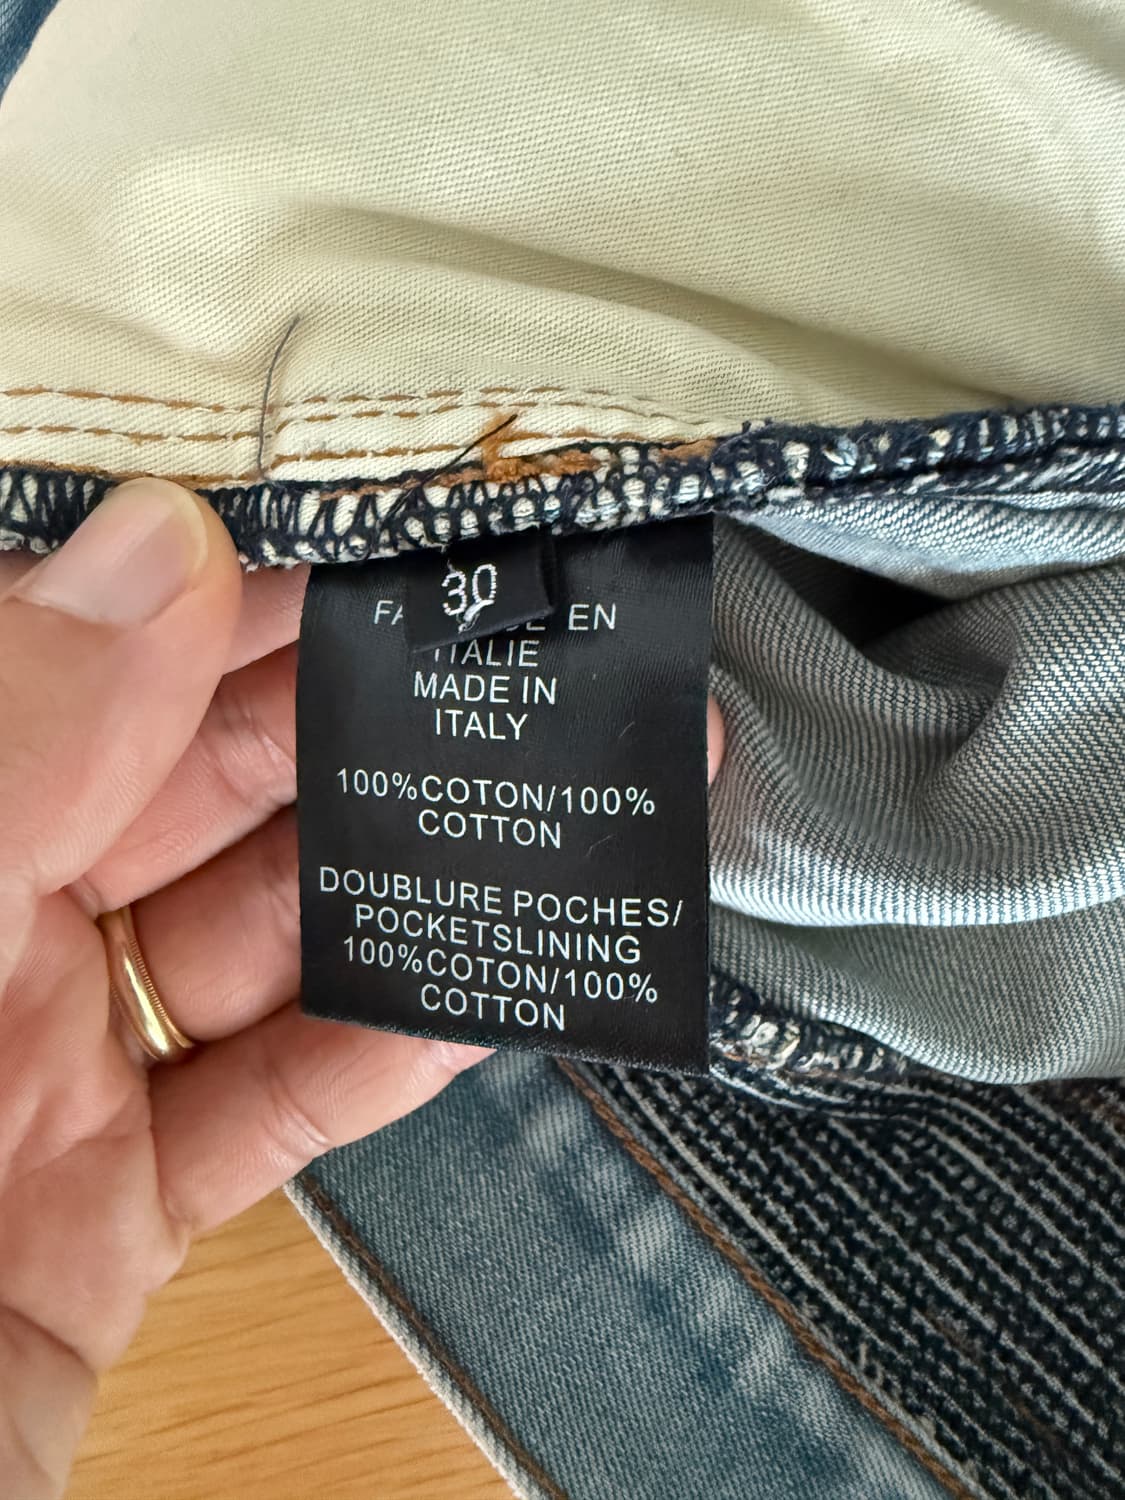 30
EN
ITALIE
MADE IN
ITALY
100%COTON/100%
COTTON
DOUBLURE POCHES/
POCKETSLINING
100%COTON/100%
COTTON